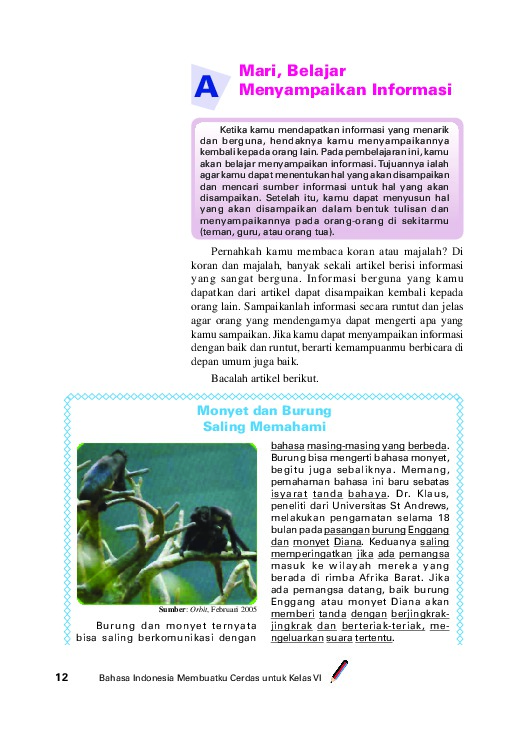 A
Mari, Belajar
Menyampaikan Informasi
Ketika kamu mendapatkan informasi yang menarik
dan berguna, hendaknya kamu menyampaikannya
kembali kepada orang lain. Pada pembelajaran ini, kamu
akan belajar menyampaikan informasi. Tujuannya ialah
agar kamu dapat menentukan hal yang akan disampaikan
dan mencari sumber informasi untuk hal yang akan
disampaikan. Setelah itu, kamu dapat menyusun hal
yang akan disampaikan dalam bentuk tulisan dan
menyampaikannya pada orang-orang di sekitarmu
(teman, guru, atau orang tua).
Pernahkah kamu membaca koran atau majalah? Di
koran dan majalah, banyak sekali artikel berisi informasi
yang sangat berguna. Informasi berguna yang kamu
dapatkan dari artikel dapat disampaikan kembali kepada
orang lain. Sampaikanlah informasi secara runtut dan jelas
agar orang yang mendengarnya dapat mengerti apa yang
kamu sampaikan. Jika kamu dapat menyampaikan informasi
dengan baik dan runtut, berarti kemampuanmu berbicara di
depan umum juga baik.
Bacalah artikel berikut.
Monyet dan Burung
Saling Memahami
Sumber: Orbit, Februari 2005
Burung dan monyet ternyata
bisa saling berkomunikasi dengan
bahasa masing-masing yang berbeda.
Burung bisa mengerti bahasa monyet,
begitu juga sebaliknya. Memang,
pemahaman bahasa ini baru sebatas
isyarat tanda bahaya. Dr. Klaus,
peneliti dari Universitas St Andrews,
melakukan pengamatan selama 18
bulan pada pasangan burung Enggang
dan monyet Diana. Keduanya saling
memperingatkan jika ada pemangsa
masuk ke wilayah mereka yang
berada di rimba Afrika Barat. Jika
ada pemangsa datang, baik burung
Enggang atau monyet Diana akan
memberi tanda dengan berjingkrak-
jingkrak dan berteriak-teriak, me-
ngeluarkan suara tertentu.
12 Bahasa Indonesia Membuatku Cerdas untuk Kelas VI